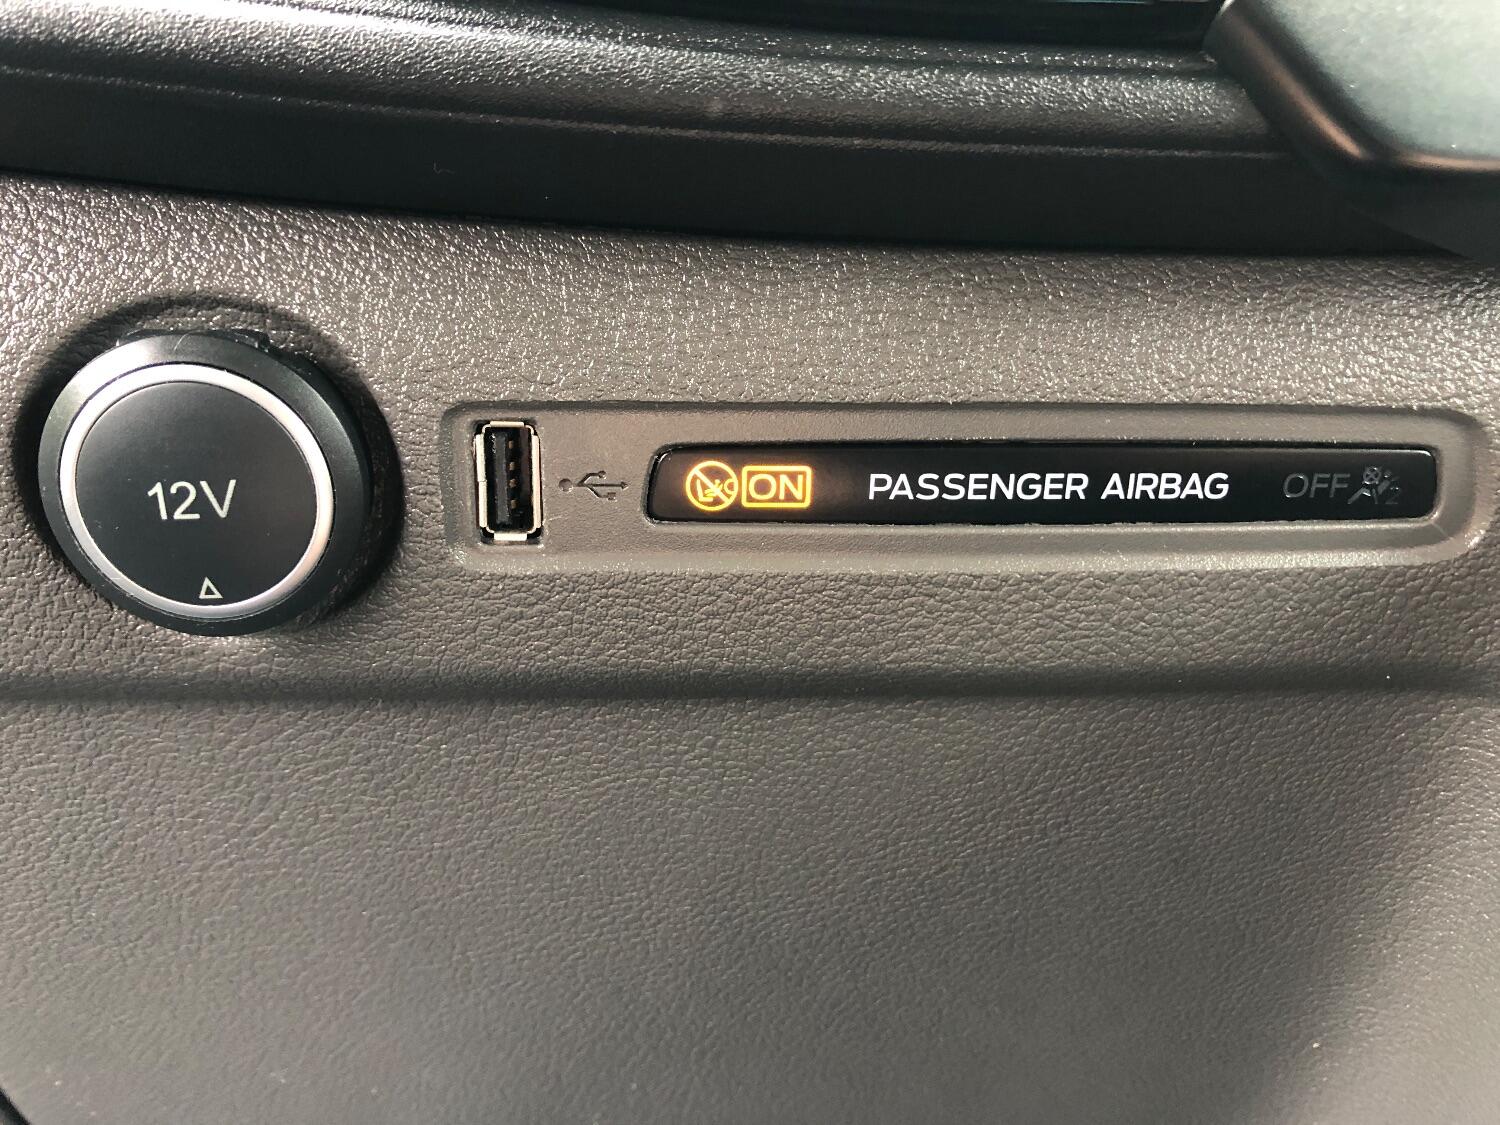 12V
ON PASSENGER AIRBAG OFF